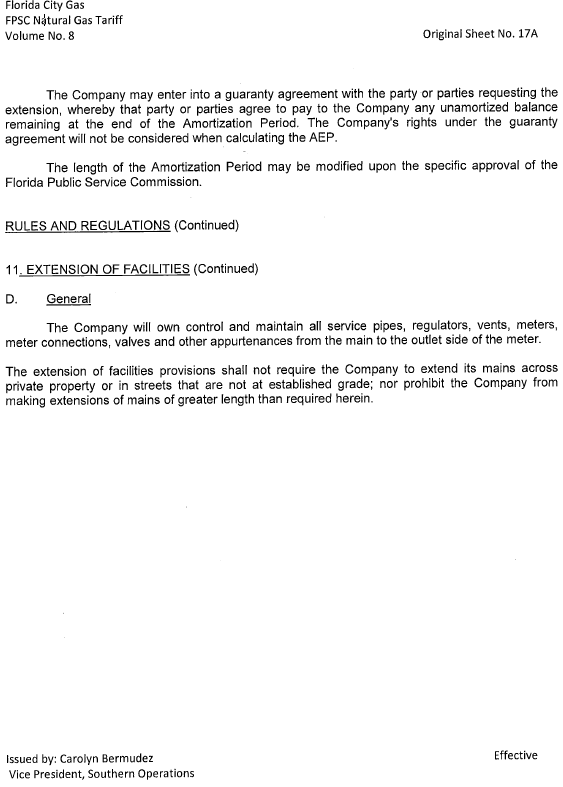 Florida City Gas
FPSC Natural Gas Tariff
Volume No. 8
Original Sheet No. 17A
The Company may enter into a guaranty agreement with the party or parties requesting the
extension, whereby that party or parties agree to pay to the Company any unamortized balance
remaining at the end of the Amortization Period. The Company's rights under the guaranty
agreement will not be considered when calculating the AEP.
The length of the Amortization Period may be modified upon the specific approval of the
Florida Public Service Commission.
RULES AND REGULATIONS (Continued)
11. EXTENSION OF FACILITIES (Continued)
D. General
The Company will own control and maintain all service pipes, regulators, vents, meters,
meter connections, valves and other appurtenances from the main to the outlet side of the meter.
The extension of facilities provisions shall not require the Company to extend its mains across
private property or in streets that are not at established grade; nor prohibit the Company from
making extensions of mains of greater length than required herein.
Issued by: Carolyn Bermudez
Effective
Vice President, Southern Operations